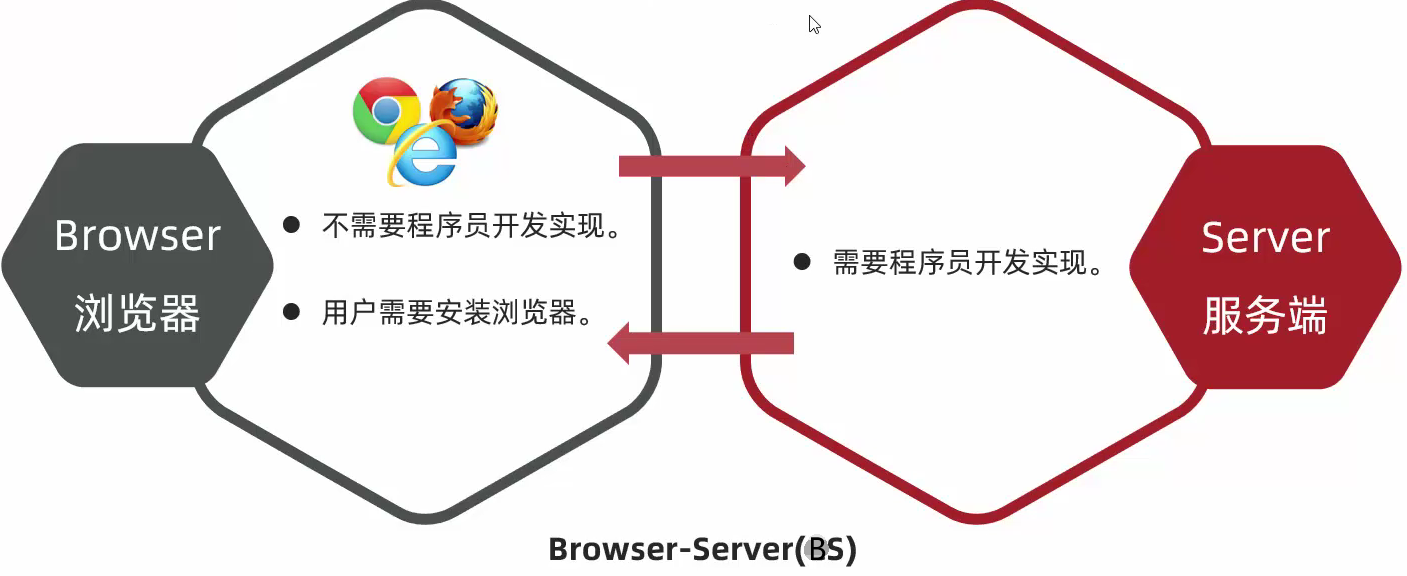 Browser
浏览器
● 不需要程序员开发实现。
● 用户需要安装浏览器。
● 需要程序员开发实现。
Server
服务端
Browser-Server(BS)